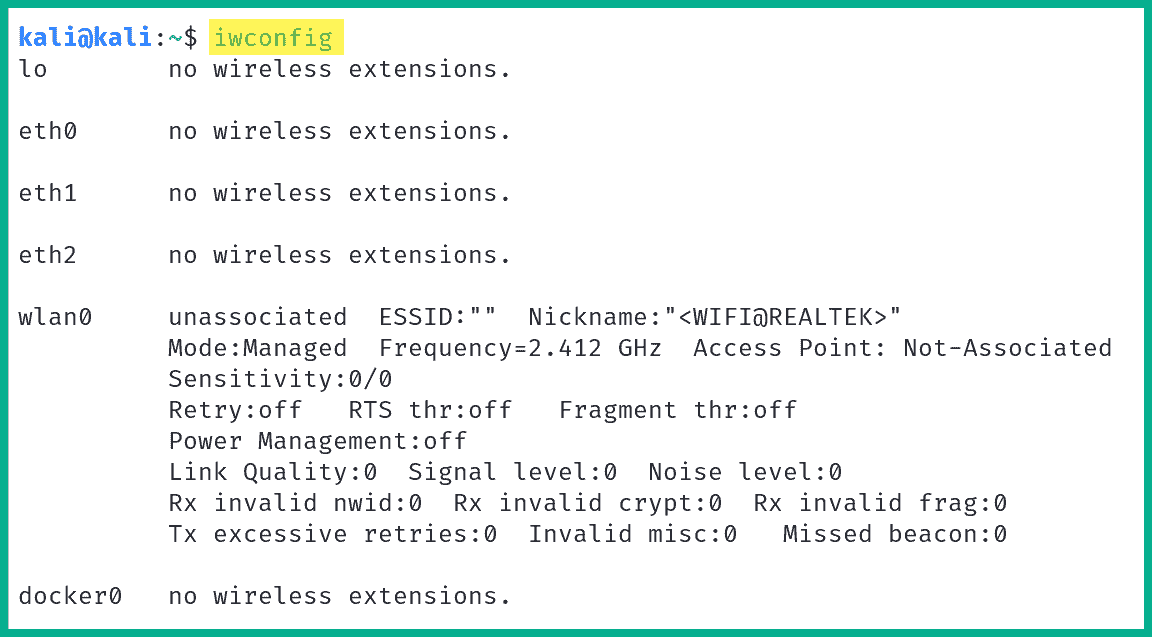 kali@kali:~$ iwconfig
lo        no wireless extensions.
eth0      no wireless extensions.
eth1      no wireless extensions.
eth2      no wireless extensions.
wlan0     unassociated  ESSID:""  Nickname:"<WIFI@REALTEK>"
          Mode:Managed  Frequency=2.412 GHz  Access Point: Not-Associated
          Sensitivity:0/0
          Retry:off   RTS thr:off   Fragment thr:off
          Power Management:off
          Link Quality:0  Signal level:0  Noise level:0
          Rx invalid nwid:0  Rx invalid crypt:0  Rx invalid frag:0
          Tx excessive retries:0  Invalid misc:0   Missed beacon:0
docker0   no wireless extensions.